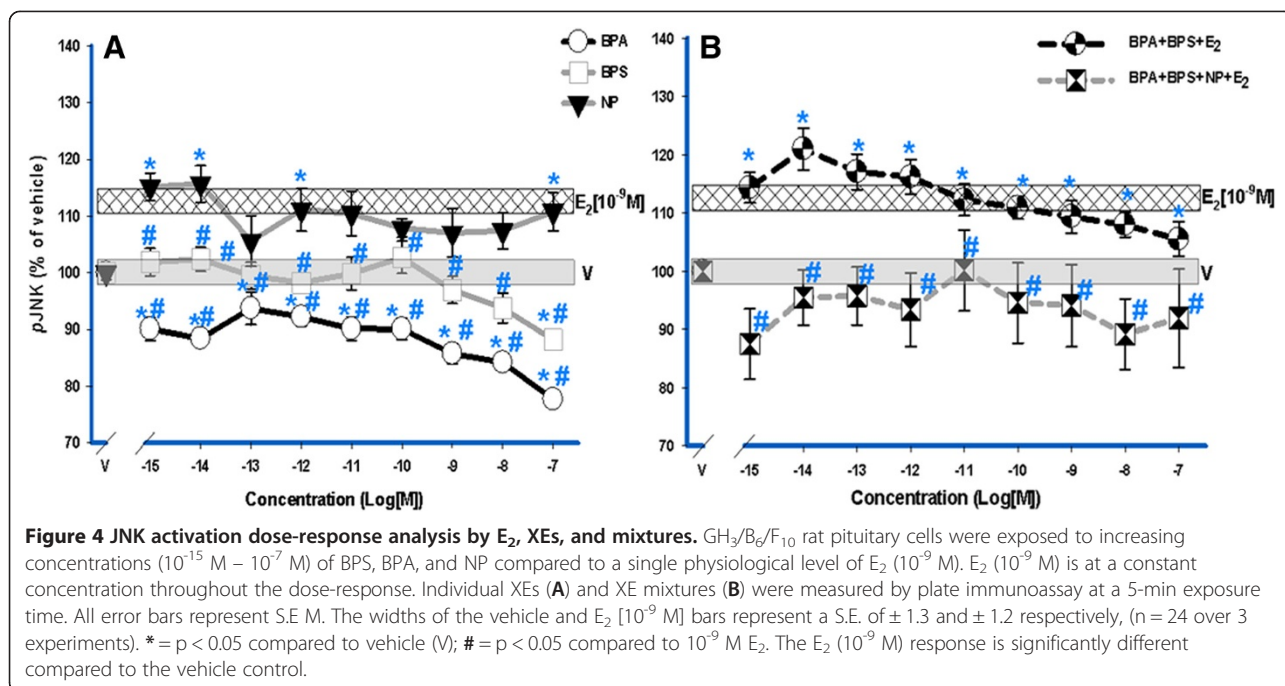 A
B
BPA
BPS
NP
BPA+BPS+E₂
BPA+BPS+NP+E₂
pJNK (% of vehicle)
140
130
120
110
100
90
80
70
* * * *
# # # # # # # # *#
*# *# *# *# *# *# *# *# *#
E₂[10⁻⁹M]
V
V -15 -14 -13 -12 -11 -10 -9 -8 -7
Concentration (Log[M])
140
130
120
110
100
90
80
70
* * * * * * * * *
# # # # # # # # #
E₂[10⁻⁹M]
V
V -15 -14 -13 -12 -11 -10 -9 -8 -7
Concentration (Log[M])
Figure 4 JNK activation dose-response analysis by E₂, XEs, and mixtures. GH₃/B₆/F₁₀ rat pituitary cells were exposed to increasing
concentrations (10⁻¹⁵ M – 10⁻⁷ M) of BPS, BPA, and NP compared to a single physiological level of E₂ (10⁻⁹ M). E₂ (10⁻⁹ M) is at a constant
concentration throughout the dose-response. Individual XEs (A) and XE mixtures (B) were measured by plate immunoassay at a 5-min exposure
time. All error bars represent S.E M. The widths of the vehicle and E₂ [10⁻⁹ M] bars represent a S.E. of ± 1.3 and ± 1.2 respectively, (n = 24 over 3
experiments). * = p < 0.05 compared to vehicle (V); # = p < 0.05 compared to 10⁻⁹ M E₂. The E₂ (10⁻⁹ M) response is significantly different
compared to the vehicle control.